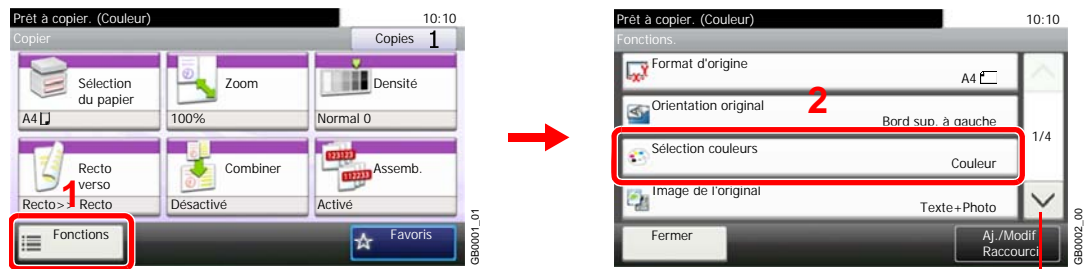 Prêt à copier. (Couleur)
10:10
Copier
Copies 1
Sélection
du papier
A4
Zoom
100%
Densité
Normal 0
Recto
verso
Recto>> Recto
1
Combiner
Désactivé
123123
112233
Assemb.
Activé
Fonctions
Favoris
GB0001_01
Prêt à copier. (Couleur)
10:10
Fonctions.
Format d'origine
A4
Orientation original
Bord sup. à gauche
2
Sélection couleurs
Couleur
Image de l'original
Texte+Photo
1/4
Fermer
Aj./Modif
Raccourci
GB0002_00